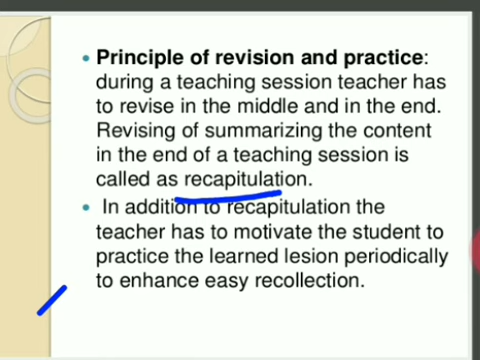 • Principle of revision and practice:
during a teaching session teacher has
to revise in the middle and in the end.
Revising of summarizing the content
in the end of a teaching session is
called as recapitulation.
• In addition to recapitulation the
teacher has to motivate the student to
practice the learned lesion periodically
to enhance easy recollection.